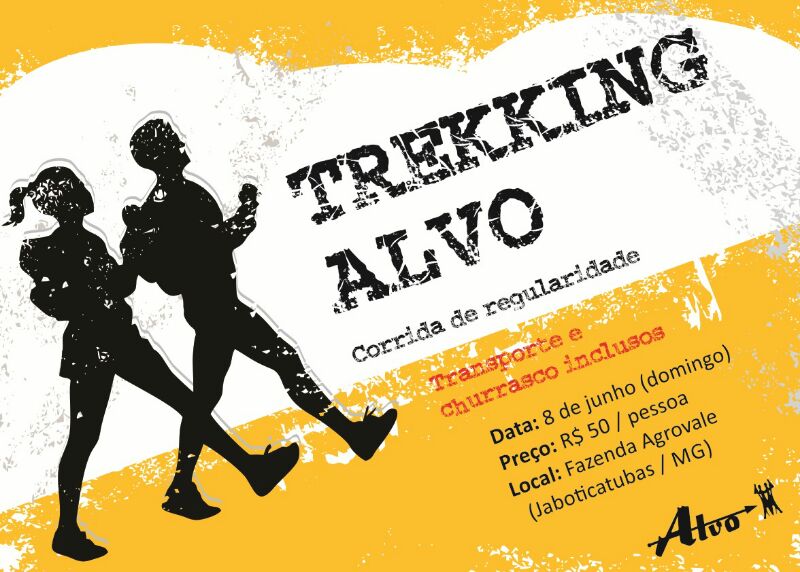 TREKKING
ALVO
Corrida de regularidade
Transporte e
Churrasco inclusos
Data: 8 de junho (domingo)
Preço: R$ 50 / pessoa
Local: Fazenda Agrovale
(Jaboticatubas / MG)
Alvo